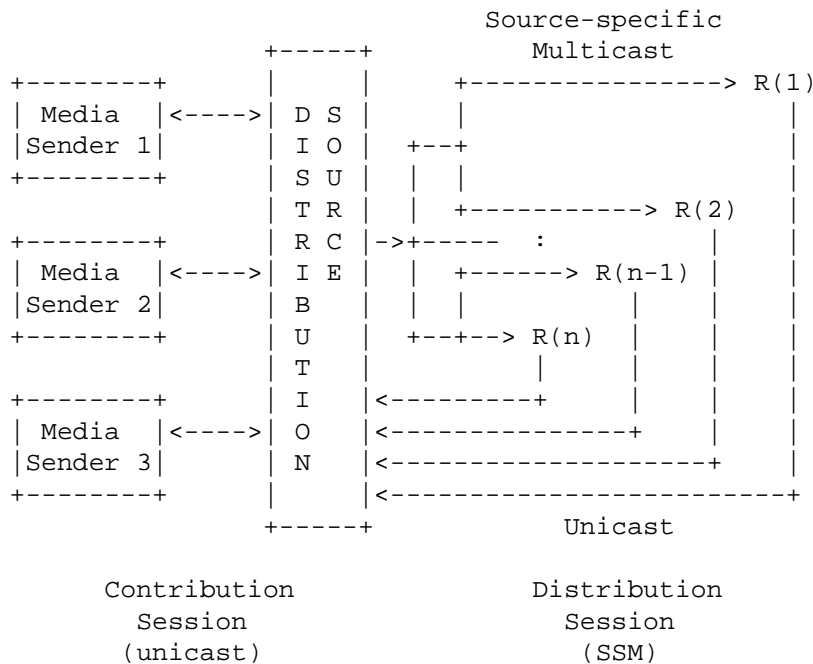 Source-specific
Multicast
R(1)
Media D S
Sender 1 I O
S U
T R R(2)
R C :
Media I E R(n-1)
Sender 2 B
U R(n)
T
I
Media O
Sender 3 N
Unicast
Contribution Distribution
Session Session
(unicast) (SSM)